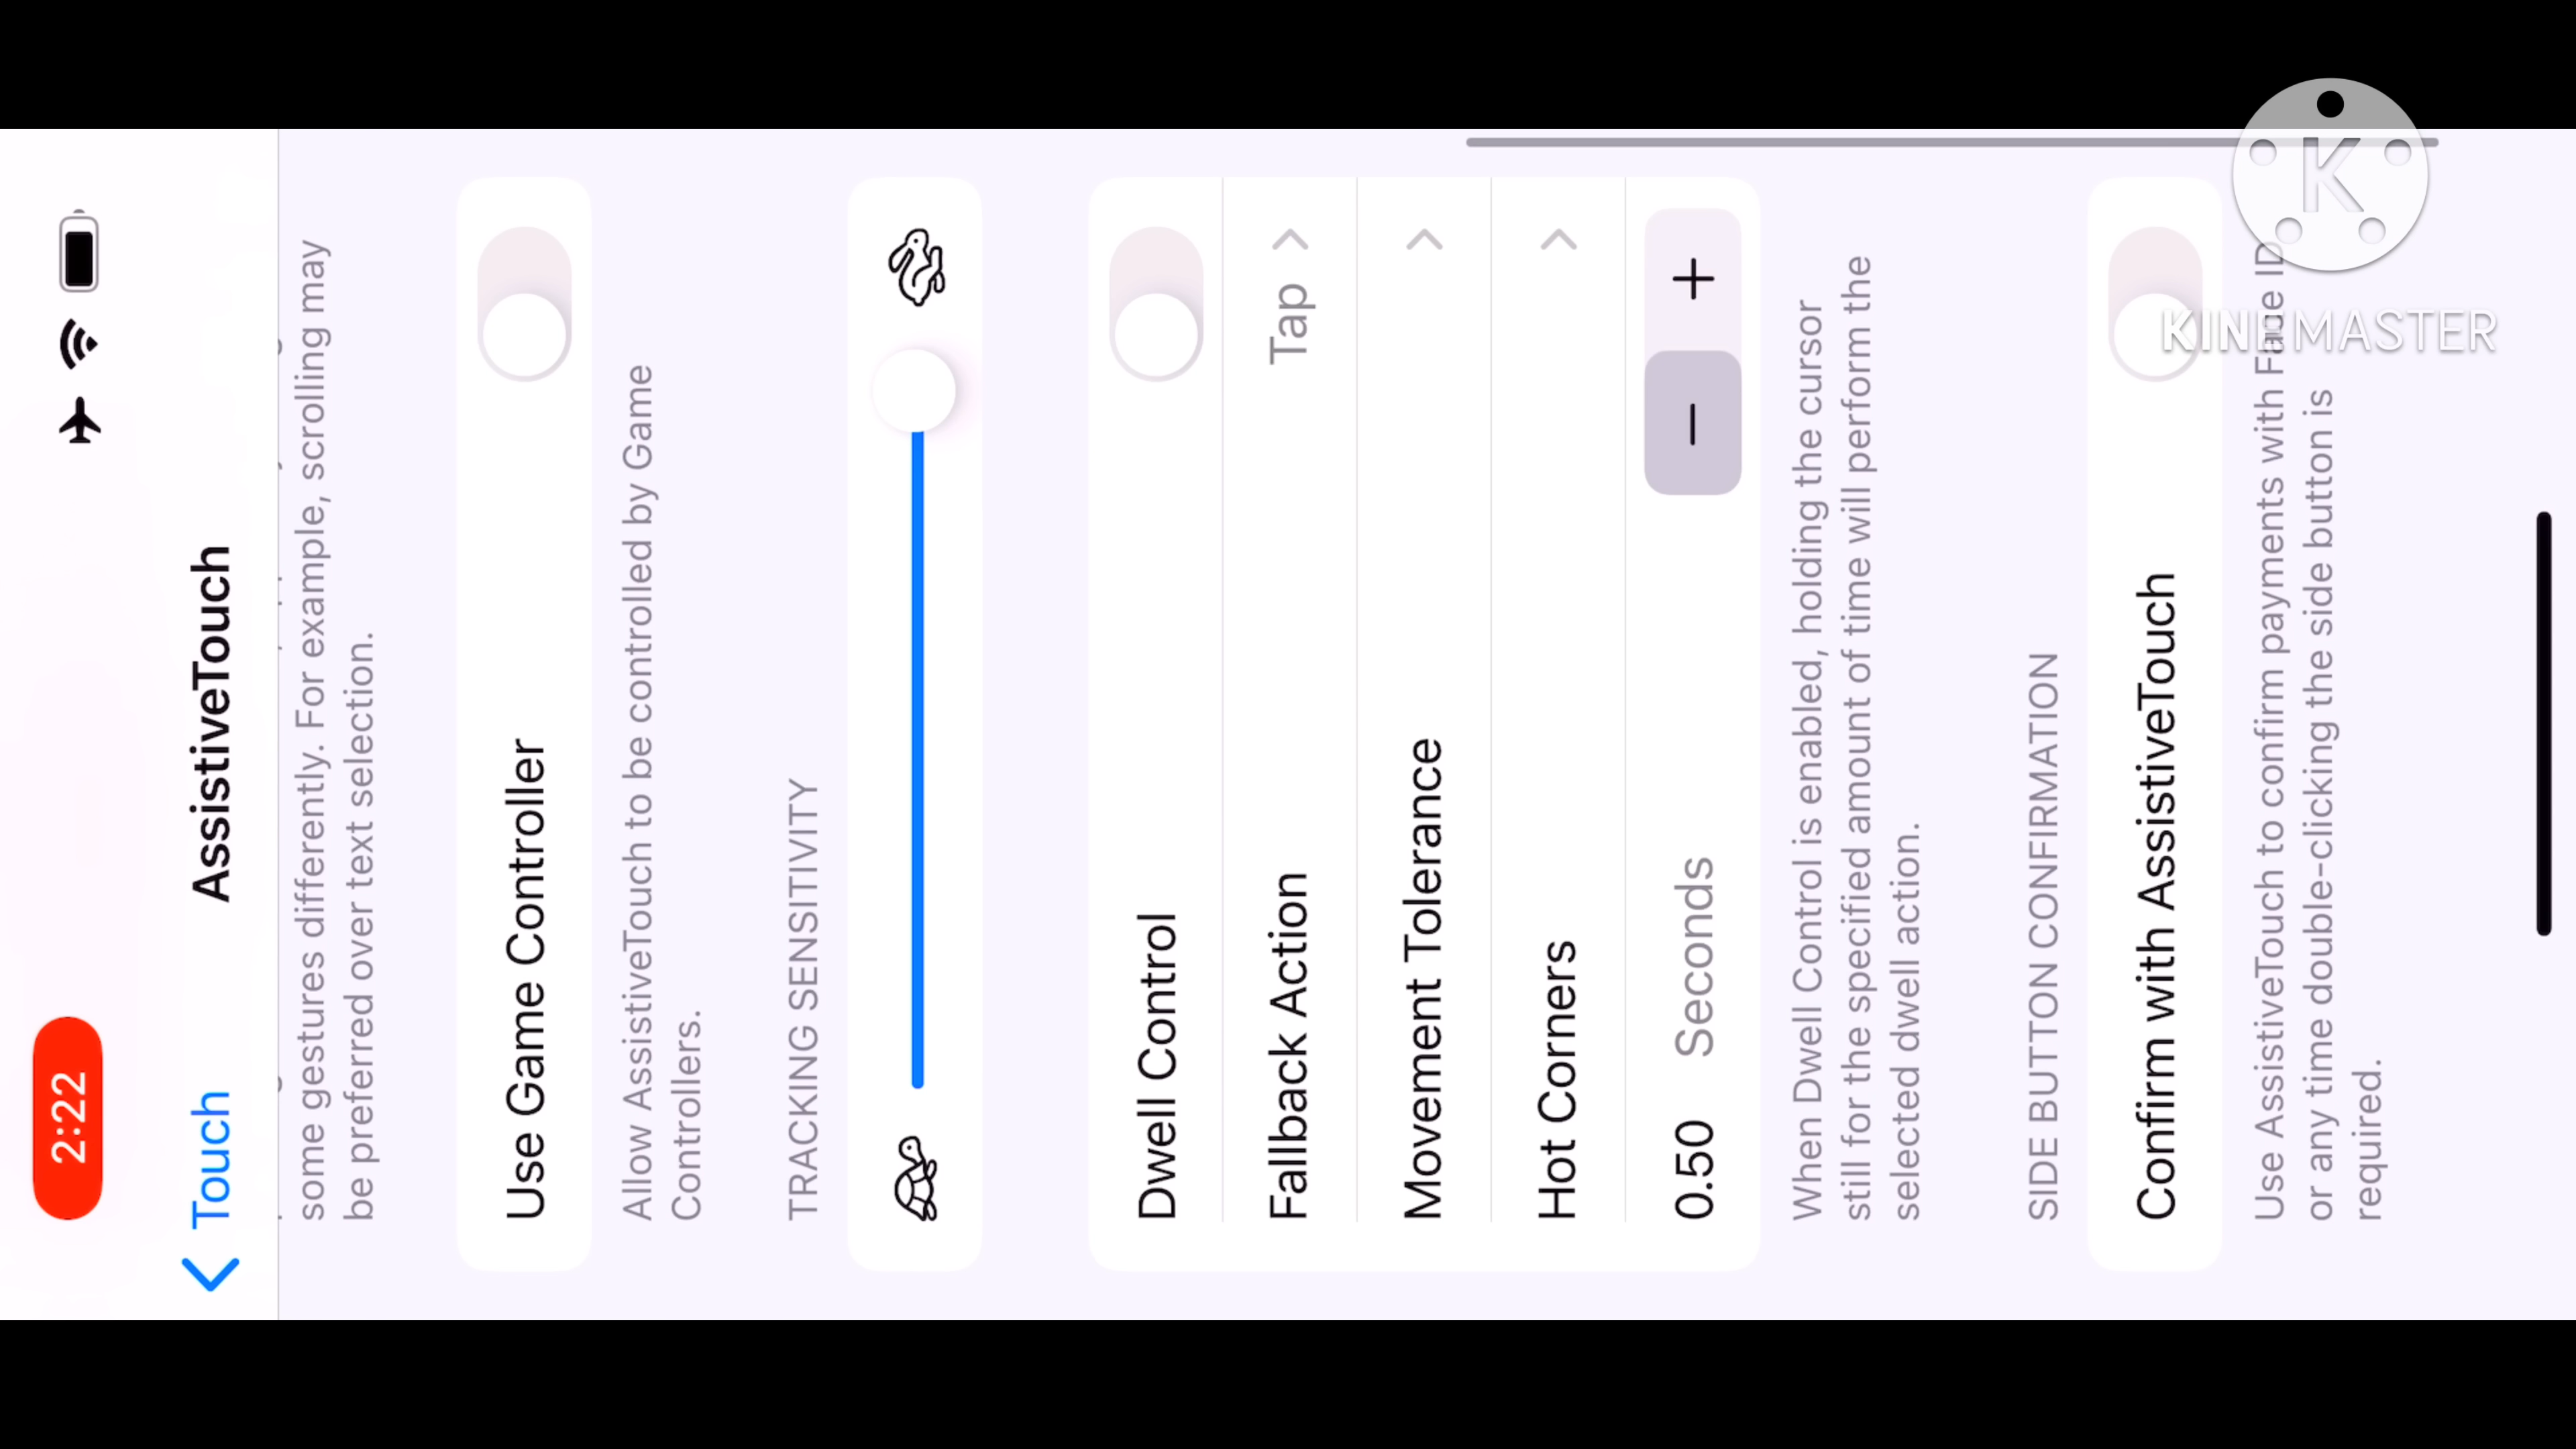 2:22
Touch
AssistiveTouch
some gestures differently. For example, scrolling may
be preferred over text selection.
Use Game Controller
Allow AssistiveTouch to be controlled by Game
Controllers.
TRACKING SENSITIVITY
Dwell Control
Fallback Action Tap
Movement Tolerance
Hot Corners
0.50 Seconds − +
When Dwell Control is enabled, holding the cursor
still for the specified amount of time will perform the
selected dwell action.
SIDE BUTTON CONFIRMATION
Confirm with AssistiveTouch
Use AssistiveTouch to confirm payments with Face ID
or any time double-clicking the side button is
required.
K
KINEMASTER